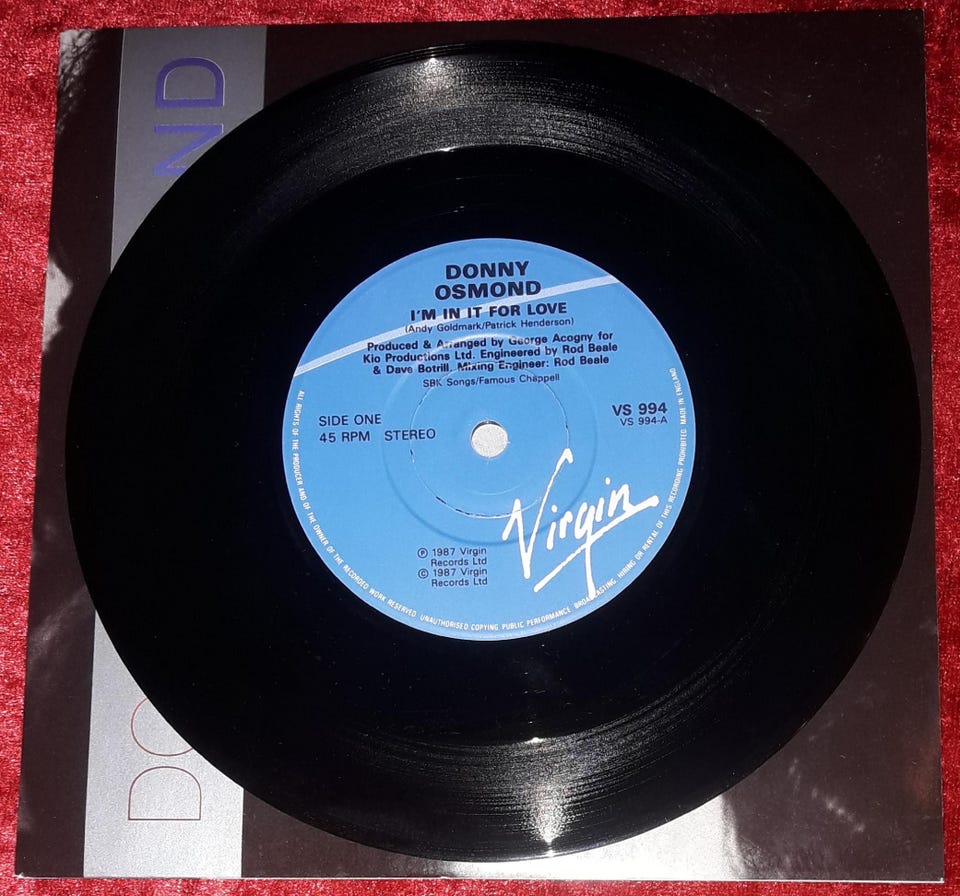 DONNY
OSMOND
I'M IN IT FOR LOVE
(Andy Goldmark/Patrick Henderson)
Produced & Arranged by George Acogny for
Kio Productions Ltd. Engineered by Rod Beale
& Dave Botrill. Mixing Engineer: Rod Beale
SBK Songs/Famous Chappell
SIDE ONE
45 RPM STEREO
VS 994
VS 994-A
Virgin
℗ 1987 Virgin
Records Ltd
© 1987 Virgin
Records Ltd
ALL RIGHTS OF THE PRODUCER AND OF THE OWNER OF THE RECORDED WORK RESERVED. UNAUTHORISED COPYING PUBLIC PERFORMANCE BROADCASTING, HIRING OR RENTAL OF THIS RECORDING PROHIBITED. MADE IN ENGLAND
DO
ND